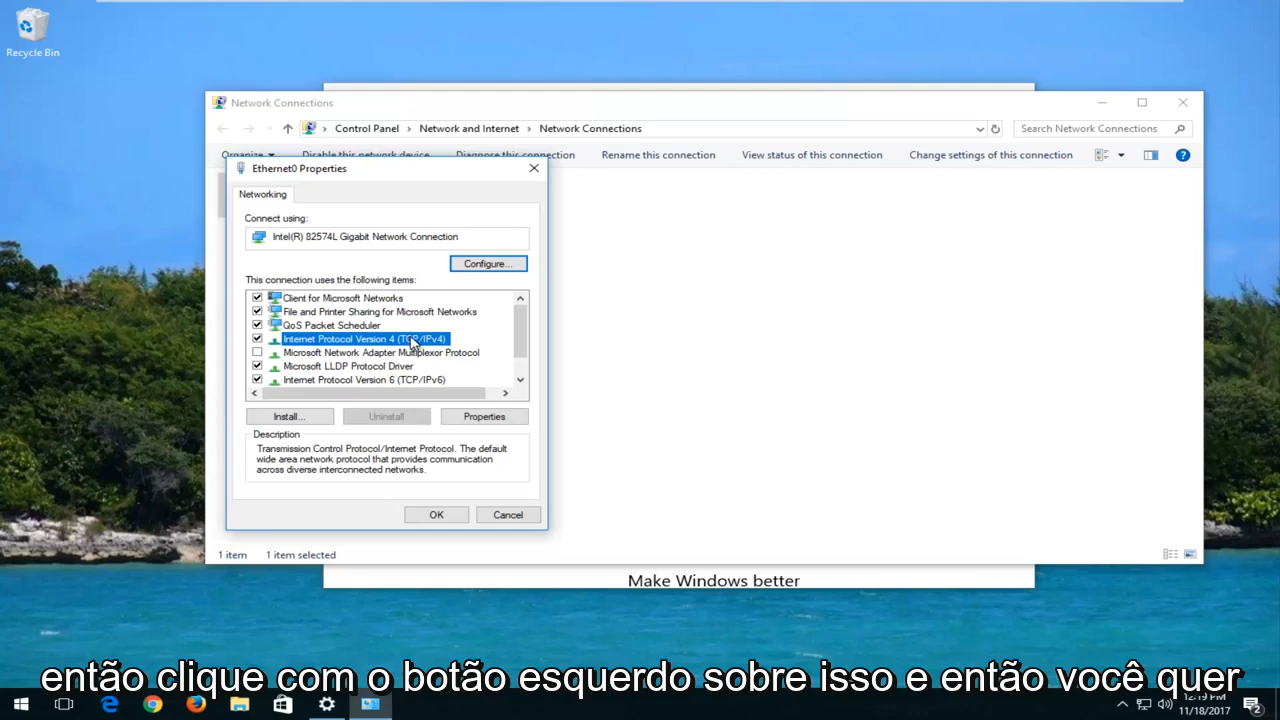 Recycle Bin
Network Connections
Control Panel > Network and Internet > Network Connections
Search Network Connections
Organize Disable this network device Diagnose this connection Rename this connection View status of this connection Change settings of this connection
Ethernet0 Properties
Networking
Connect using:
Intel(R) 82574L Gigabit Network Connection
Configure...
This connection uses the following items:
Client for Microsoft Networks
File and Printer Sharing for Microsoft Networks
QoS Packet Scheduler
Internet Protocol Version 4 (TCP/IPv4)
Microsoft Network Adapter Multiplexor Protocol
Microsoft LLDP Protocol Driver
Internet Protocol Version 6 (TCP/IPv6)
Install... Uninstall Properties
Description
Transmission Control Protocol/Internet Protocol. The default
wide area network protocol that provides communication
across diverse interconnected networks.
OK Cancel
1 item 1 item selected
Make Windows better
então clique com o botão esquerdo sobre isso e então você quer
12:19 PM
11/18/2017
2